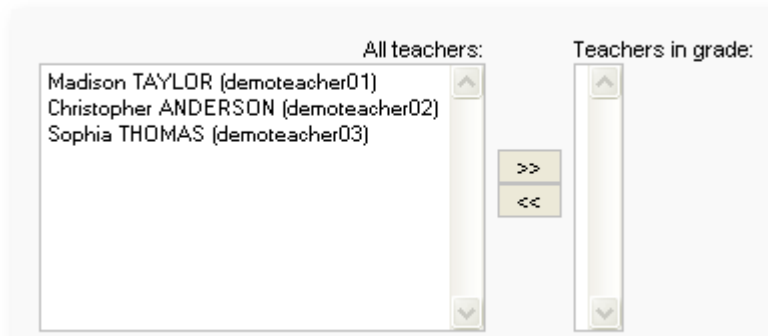 All teachers:
Teachers in grade:
Madison TAYLOR (demoteacher01)
Christopher ANDERSON (demoteacher02)
Sophia THOMAS (demoteacher03)
>>
<<